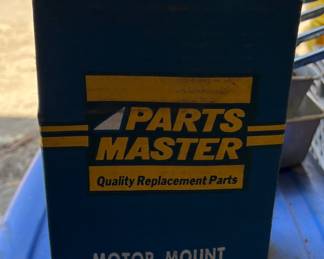 PARTS
MASTER
Quality Replacement Parts
MOTOR MOUNT